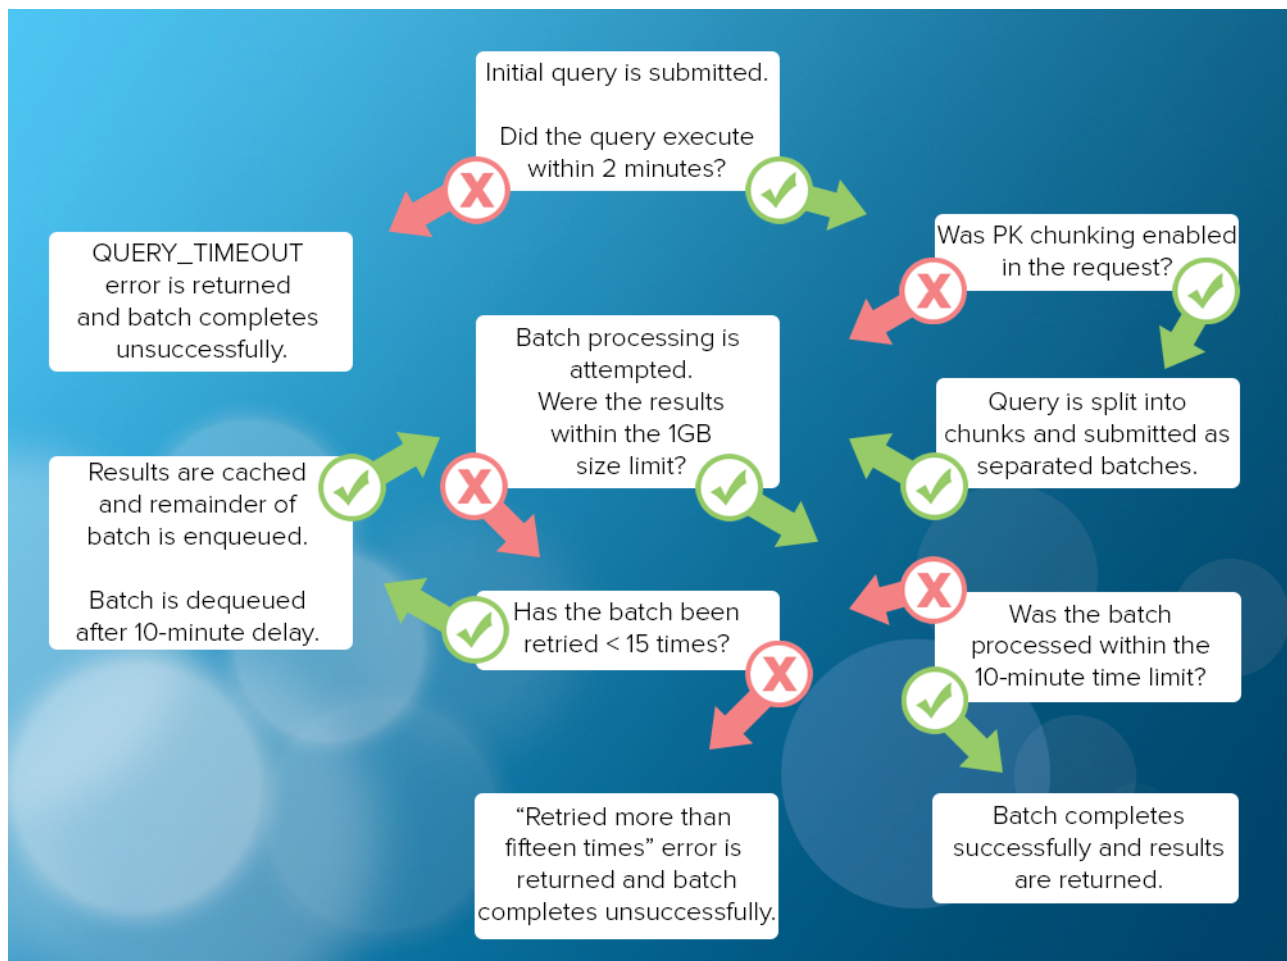 Initial query is submitted.
Did the query execute
within 2 minutes?
X
Was PK chunking enabled
in the request?
X
QUERY_TIMEOUT
error is returned
and batch completes
unsuccessfully.
Batch processing is
attempted.
Were the results
within the 1GB
size limit?
X
Query is split into
chunks and submitted as
separated batches.
Results are cached
and remainder of
batch is enqueued.
Batch is dequeued
after 10-minute delay.
Has the batch been
retried < 15 times?
X
Was the batch
processed within the
10-minute time limit?
X
“Retried more than
fifteen times” error is
returned and batch
completes unsuccessfully.
Batch completes
successfully and results
are returned.